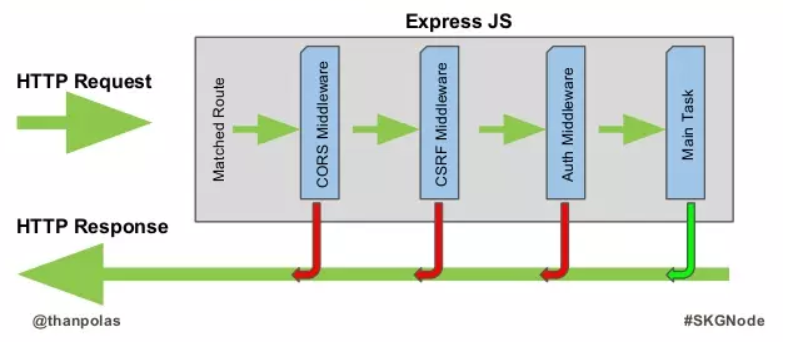 Express JS
HTTP Request
Matched Route
CORS Middleware
CSRF Middleware
Auth Middleware
Main Task
HTTP Response
@thanpolas
#SKGNode